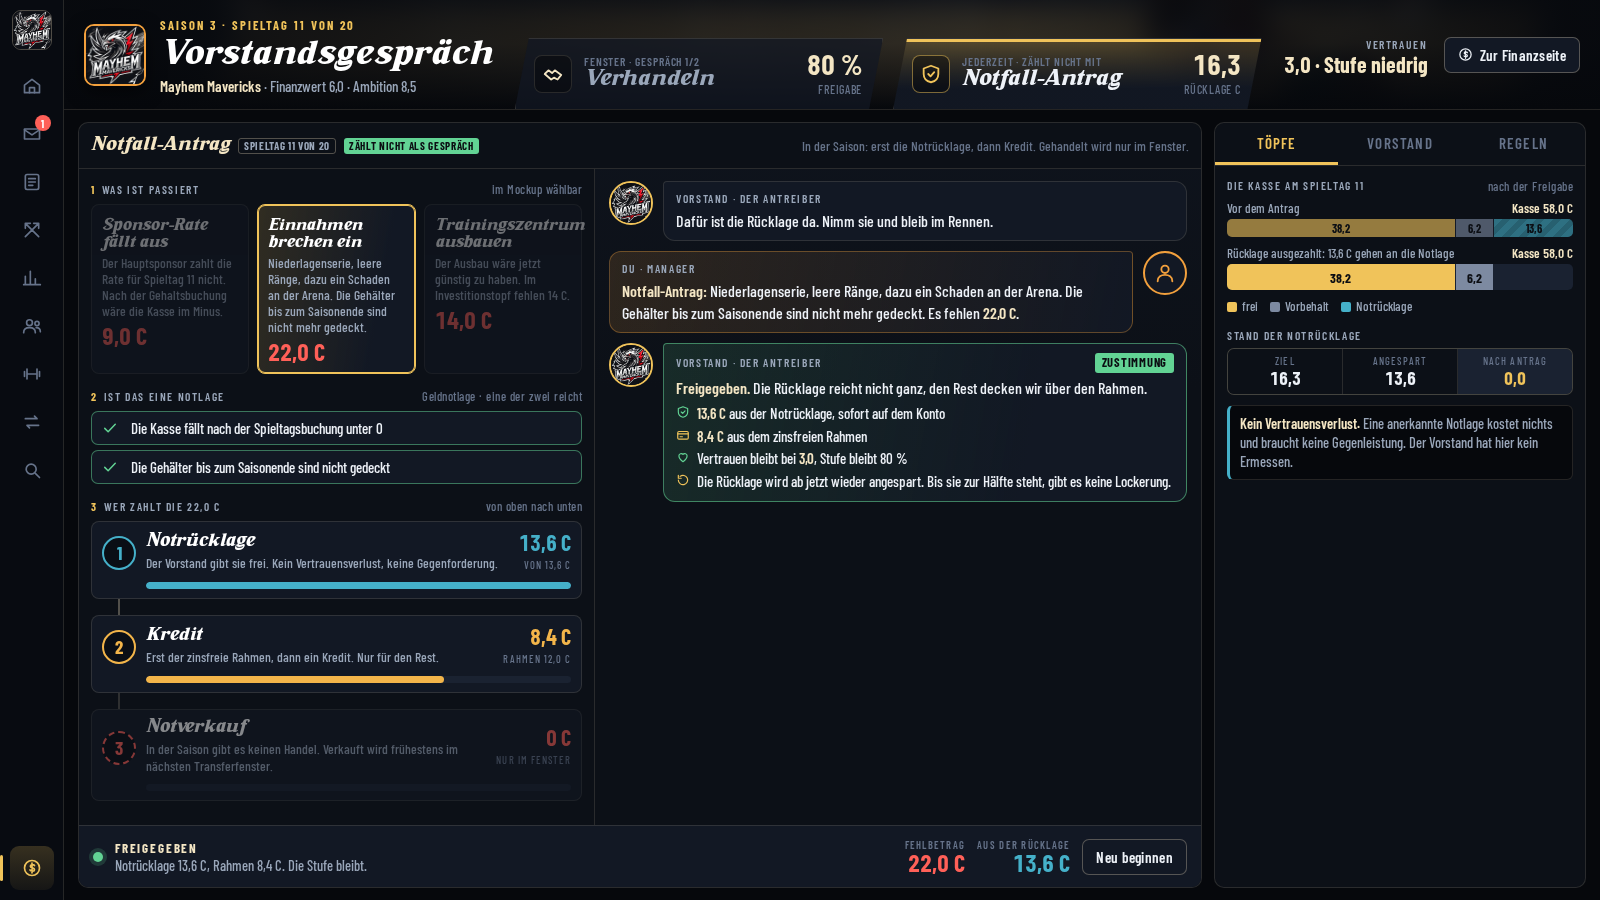 SAISON 3 · SPIELTAG 11 VON 20
Vorstandsgespräch
Mayhem Mavericks · Finanzwert 6,0 · Ambition 8,5
FENSTER · GESPRÄCH 1/2
Verhandeln
80 %
FREIGABE
JEDERZEIT · ZÄHLT NICHT MIT
Notfall-Antrag
16,3
RÜCKLAGE C
VERTRAUEN
3,0 · Stufe niedrig
Zur Finanzseite
MAYHEM
1
Notfall-Antrag
SPIELTAG 11 VON 20
ZÄHLT NICHT ALS GESPRÄCH
In der Saison: erst die Notrücklage, dann Kredit. Gehandelt wird nur im Fenster.
1 WAS IST PASSIERT
im Mockup wählbar
Sponsor-Rate
fällt aus
Der Hauptsponsor zahlt die
Rate für Spieltag 11 nicht.
Nach der Gehaltsbuchung
wäre die Kasse im Minus.
9,0 C
Einnahmen
brechen ein
Niederlagenserie, leere
Ränge, dazu ein Schaden
an der Arena. Die Gehälter
bis zum Saisonende sind
nicht mehr gedeckt.
22,0 C
Trainingszentrum
ausbauen
Der Ausbau wäre jetzt
günstig zu haben. Im
Investitionstopf fehlen 14 C.
14,0 C
2 IST DAS EINE NOTLAGE
Geldnotlage · eine der zwei reicht
Die Kasse fällt nach der Spieltagsbuchung unter 0
Die Gehälter bis zum Saisonende sind nicht gedeckt
3 WER ZAHLT DIE 22,0 C
von oben nach unten
1
Notrücklage
Der Vorstand gibt sie frei. Kein Vertrauensverlust, keine Gegenforderung.
13,6 C
VON 13,6 C
2
Kredit
Erst der zinsfreie Rahmen, dann ein Kredit. Nur für den Rest.
8,4 C
RAHMEN 12,0 C
3
Notverkauf
In der Saison gibt es keinen Handel. Verkauft wird frühestens im
nächsten Transferfenster.
0 C
NUR IM FENSTER
VORSTAND · DER ANTREIBER
Dafür ist die Rücklage da. Nimm sie und bleib im Rennen.
DU · MANAGER
Notfall-Antrag: Niederlagenserie, leere Ränge, dazu ein Schaden an der Arena. Die
Gehälter bis zum Saisonende sind nicht mehr gedeckt. Es fehlen 22,0 C.
VORSTAND · DER ANTREIBER
ZUSTIMMUNG
Freigegeben. Die Rücklage reicht nicht ganz, den Rest decken wir über den Rahmen.
13,6 C aus der Notrücklage, sofort auf dem Konto
8,4 C aus dem zinsfreien Rahmen
Vertrauen bleibt bei 3,0, Stufe bleibt 80 %
Die Rücklage wird ab jetzt wieder angespart. Bis sie zur Hälfte steht, gibt es keine Lockerung.
FREIGEGEBEN
Notrücklage 13,6 C, Rahmen 8,4 C. Die Stufe bleibt.
FEHLBETRAG
22,0 C
AUS DER RÜCKLAGE
13,6 C
Neu beginnen
TÖPFE
VORSTAND
REGELN
DIE KASSE AM SPIELTAG 11
nach der Freigabe
Vor dem Antrag
Kasse 58,0 C
38,2
6,2
13,6
Rücklage ausgezahlt: 13,6 C gehen an die Notlage
Kasse 58,0 C
38,2
6,2
frei
Vorbehalt
Notrücklage
STAND DER NOTRÜCKLAGE
ZIEL
16,3
ANGESPART
13,6
NACH ANTRAG
0,0
Kein Vertrauensverlust. Eine anerkannte Notlage kostet nichts
und braucht keine Gegenleistung. Der Vorstand hat hier kein
Ermessen.